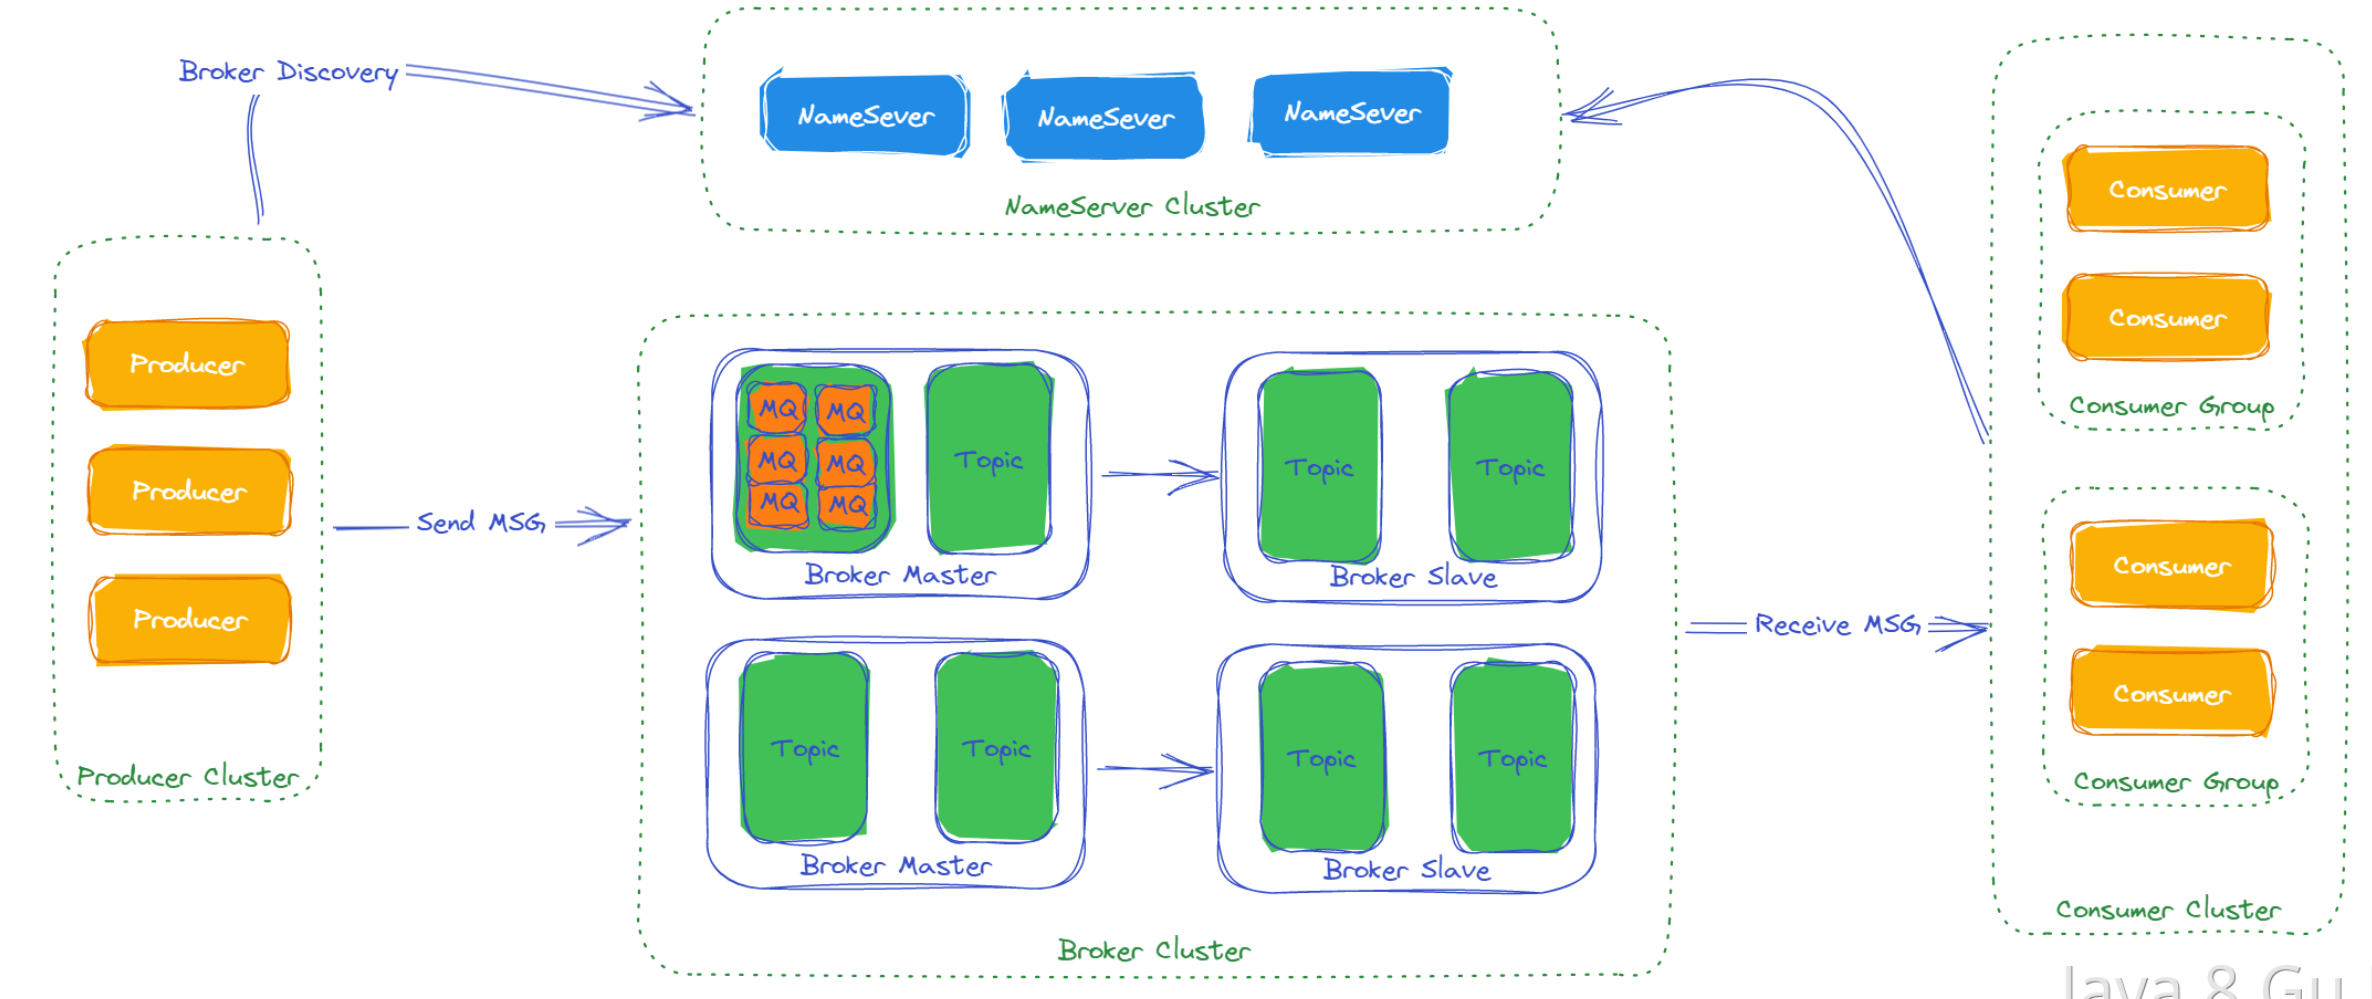 Broker Discovery
NameSever
NameSever
NameSever
NameServer Cluster
Producer
Producer
Producer
Producer Cluster
Send MSG
MQ
MQ
MQ
MQ
MQ
MQ
Topic
Broker Master
Topic
Topic
Broker Slave
Topic
Topic
Broker Master
Topic
Topic
Broker Slave
Broker Cluster
Receive MSG
Consumer
Consumer
Consumer Group
Consumer
Consumer
Consumer Group
Consumer Cluster
Java 8 Gu